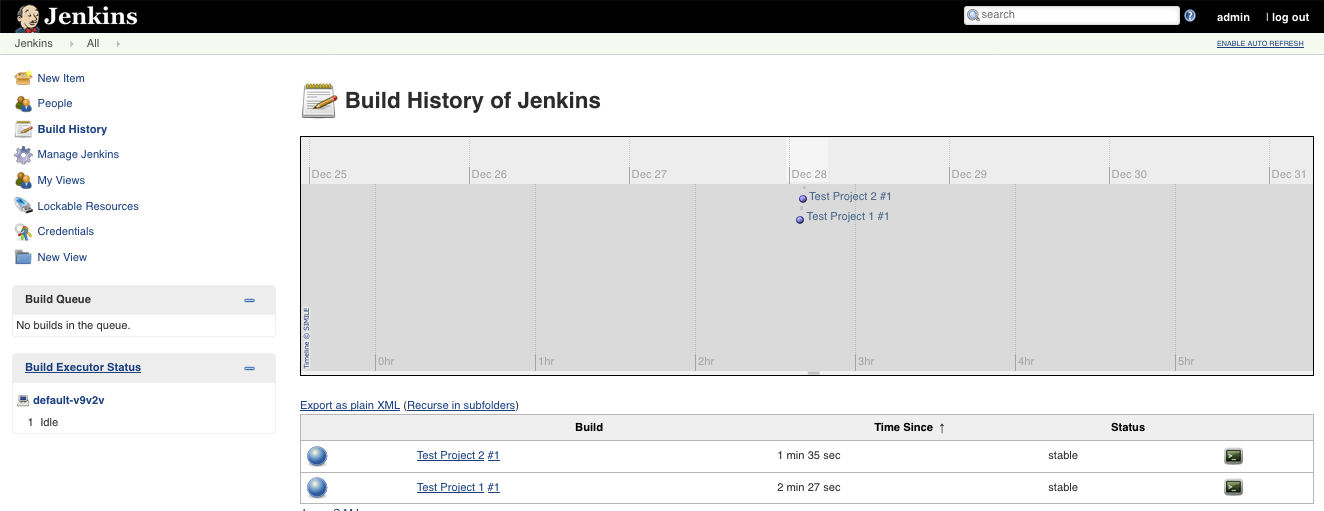 Jenkins
search
admin | log out
Jenkins All
ENABLE AUTO REFRESH
New Item
People
Build History
Manage Jenkins
My Views
Lockable Resources
Credentials
New View
Build Queue
No builds in the queue.
Build Executor Status
default-v9v2v
1 Idle
Build History of Jenkins
Dec 25 Dec 26 Dec 27 Dec 28 Dec 29 Dec 30 Dec 31
Test Project 2 #1
Test Project 1 #1
Timeline © SIMILE
0hr 1hr 2hr 3hr 4hr 5hr
Export as plain XML (Recurse in subfolders)
Build Time Since ↑ Status
Test Project 2 #1 1 min 35 sec stable
Test Project 1 #1 2 min 27 sec stable